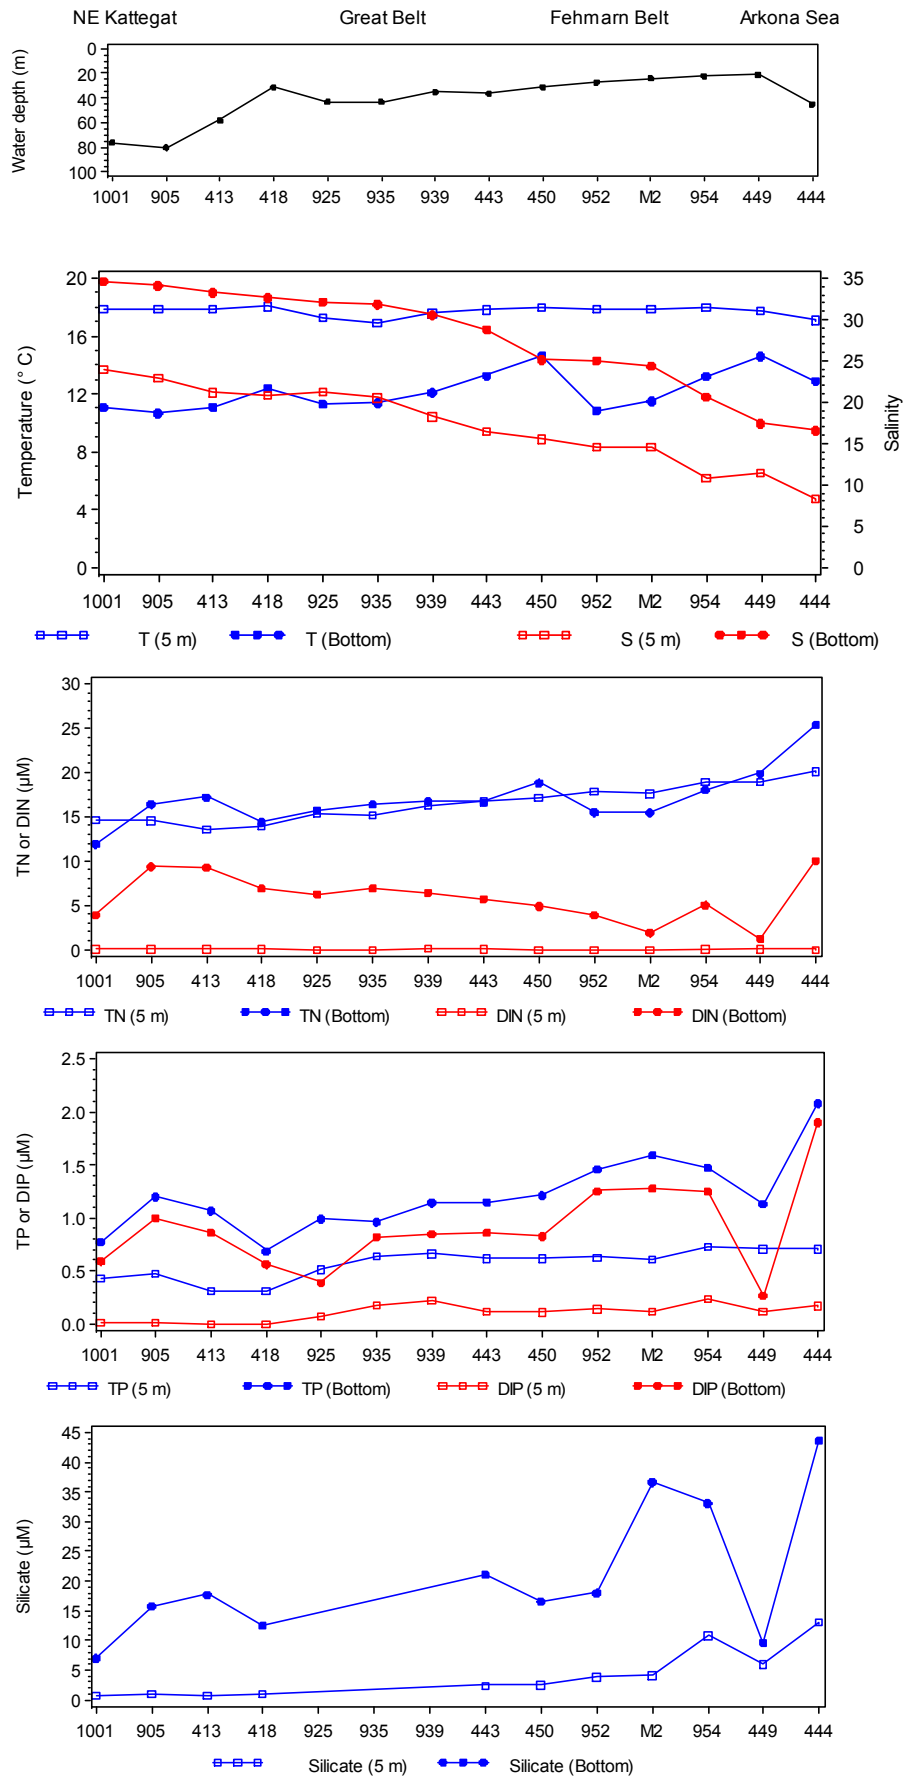 NE Kattegat Great Belt Fehmarn Belt Arkona Sea
Water depth (m)
0
20
40
60
80
100
1001 905 413 418 925 935 939 443 450 952 M2 954 449 444
Temperature (° C)
20
16
12
8
4
0
35
30
25
20
15
10
5
0
Salinity
1001 905 413 418 925 935 939 443 450 952 M2 954 449 444
T (5 m) T (Bottom) S (5 m) S (Bottom)
TN or DIN (µM)
30
25
20
15
10
5
0
1001 905 413 418 925 935 939 443 450 952 M2 954 449 444
TN (5 m) TN (Bottom) DIN (5 m) DIN (Bottom)
TP or DIP (µM)
2.5
2.0
1.5
1.0
0.5
0.0
1001 905 413 418 925 935 939 443 450 952 M2 954 449 444
TP (5 m) TP (Bottom) DIP (5 m) DIP (Bottom)
Silicate (µM)
45
40
35
30
25
20
15
10
5
0
1001 905 413 418 925 935 939 443 450 952 M2 954 449 444
Silicate (5 m) Silicate (Bottom)